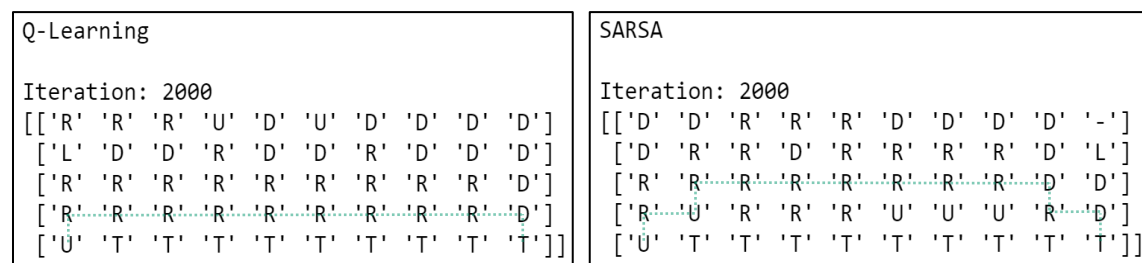 Q-Learning
Iteration: 2000
[['R' 'R' 'R' 'U' 'D' 'U' 'D' 'D' 'D' 'D']
['L' 'D' 'D' 'R' 'D' 'D' 'R' 'D' 'D' 'D']
['R' 'R' 'R' 'R' 'R' 'R' 'R' 'R' 'R' 'D']
['R' 'R' 'R' 'R' 'R' 'R' 'R' 'R' 'R' 'D']
['U' 'T' 'T' 'T' 'T' 'T' 'T' 'T' 'T' 'T']]
SARSA
Iteration: 2000
[['D' 'D' 'R' 'R' 'R' 'D' 'D' 'D' 'D' '-']
['D' 'R' 'R' 'D' 'R' 'R' 'R' 'R' 'D' 'L']
['R' 'R' 'R' 'R' 'R' 'R' 'R' 'R' 'D' 'D']
['R' 'U' 'R' 'R' 'R' 'U' 'U' 'U' 'R' 'D']
['U' 'T' 'T' 'T' 'T' 'T' 'T' 'T' 'T' 'T']]